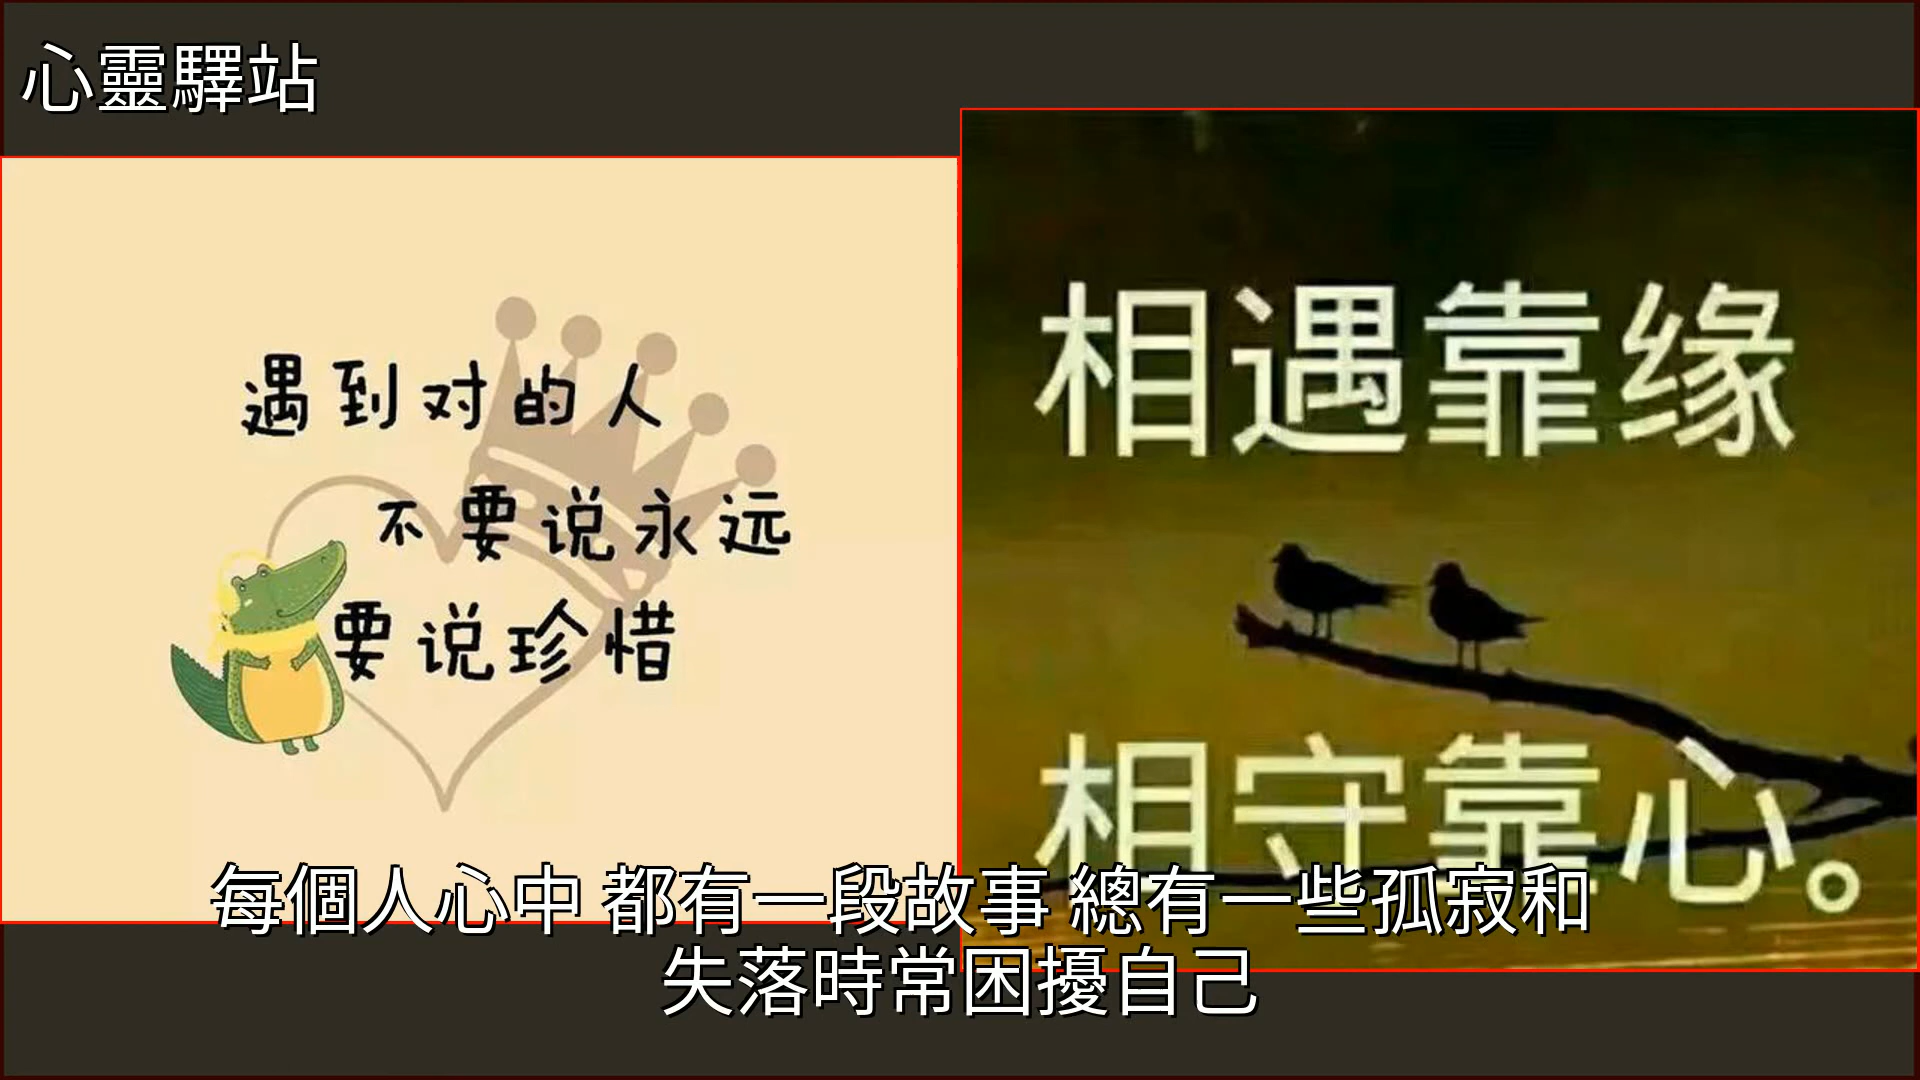 心靈驛站
遇到对的人
不要说永远
要说珍惜
相遇靠缘
相守靠心。
每個人心中 都有一段故事 總有一些孤寂和
失落時常困擾自己